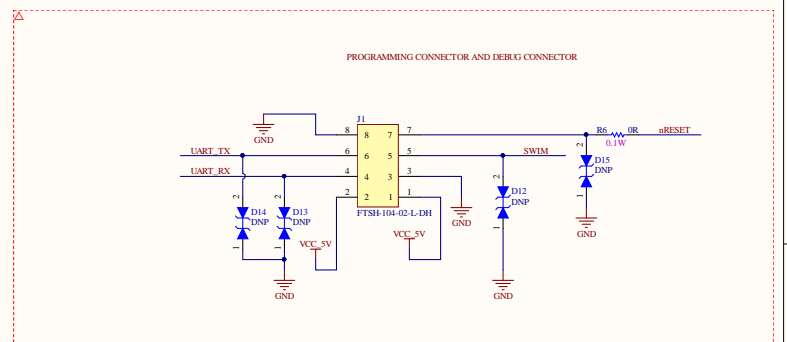 PROGRAMMING CONNECTOR AND DEBUG CONNECTOR
J1
GND
8 8 7 7
R6 0R nRESET
0.1W
UART_TX 6 6 5 5 SWIM
2 D15
DNP
1
GND
UART_RX 4 4 3 3
2 2 1 1
FTSH-104-02-L-DH
GND
2 D12
DNP
1
GND
2 D14
DNP
1
2 D13
DNP
1
GND
VCC_5V
VCC_5V